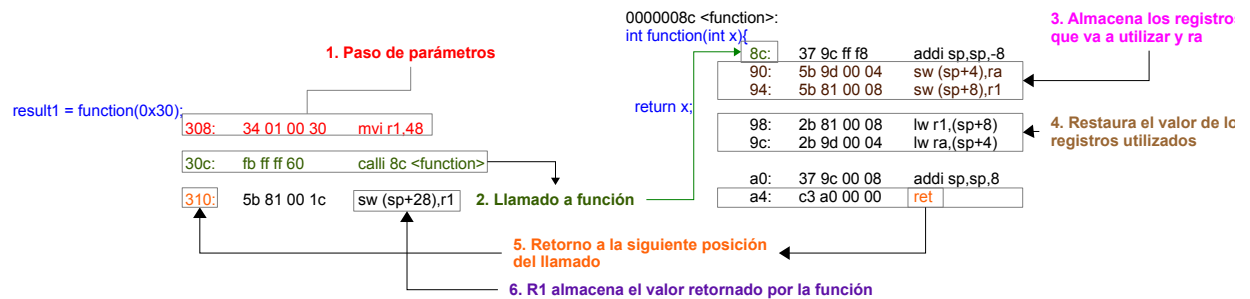 0000008c <function>:
int function(int x){
8c: 37 9c ff f8 addi sp,sp,-8
90: 5b 9d 00 04 sw (sp+4),ra
94: 5b 81 00 08 sw (sp+8),r1
return x;
98: 2b 81 00 08 lw r1,(sp+8)
9c: 2b 9d 00 04 lw ra,(sp+4)
a0: 37 9c 00 08 addi sp,sp,8
a4: c3 a0 00 00 ret
3. Almacena los registros
que va a utilizar y ra
4. Restaura el valor de lo
registros utilizados
1. Paso de parámetros
result1 = function(0x30);
308: 34 01 00 30 mvi r1,48
30c: fb ff ff 60 calli 8c <function>
310: 5b 81 00 1c sw (sp+28),r1
2. Llamado a función
5. Retorno a la siguiente posición
del llamado
6. R1 almacena el valor retornado por la función